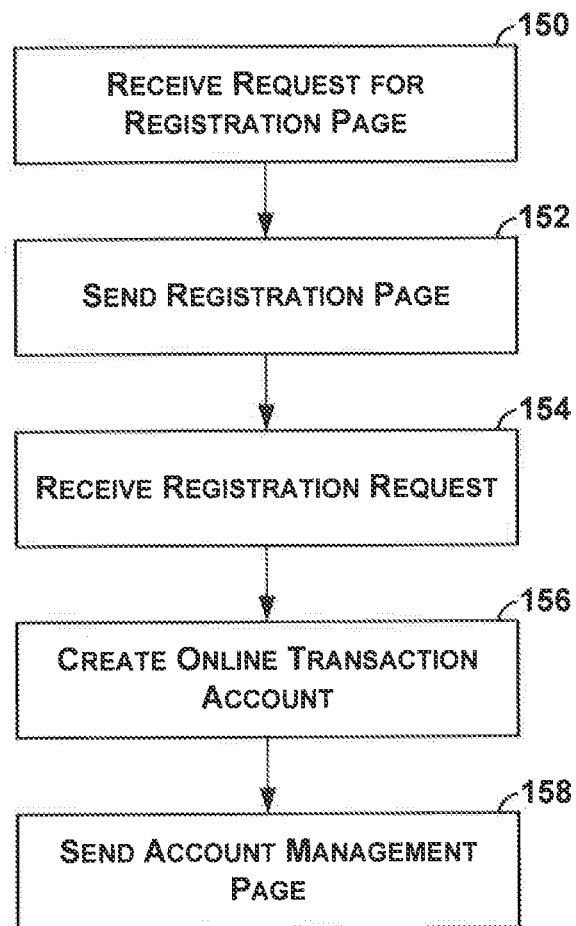 150
RECEIVE REQUEST FOR
REGISTRATION PAGE
152
SEND REGISTRATION PAGE
154
RECEIVE REGISTRATION REQUEST
156
CREATE ONLINE TRANSACTION
ACCOUNT
158
SEND ACCOUNT MANAGEMENT
PAGE